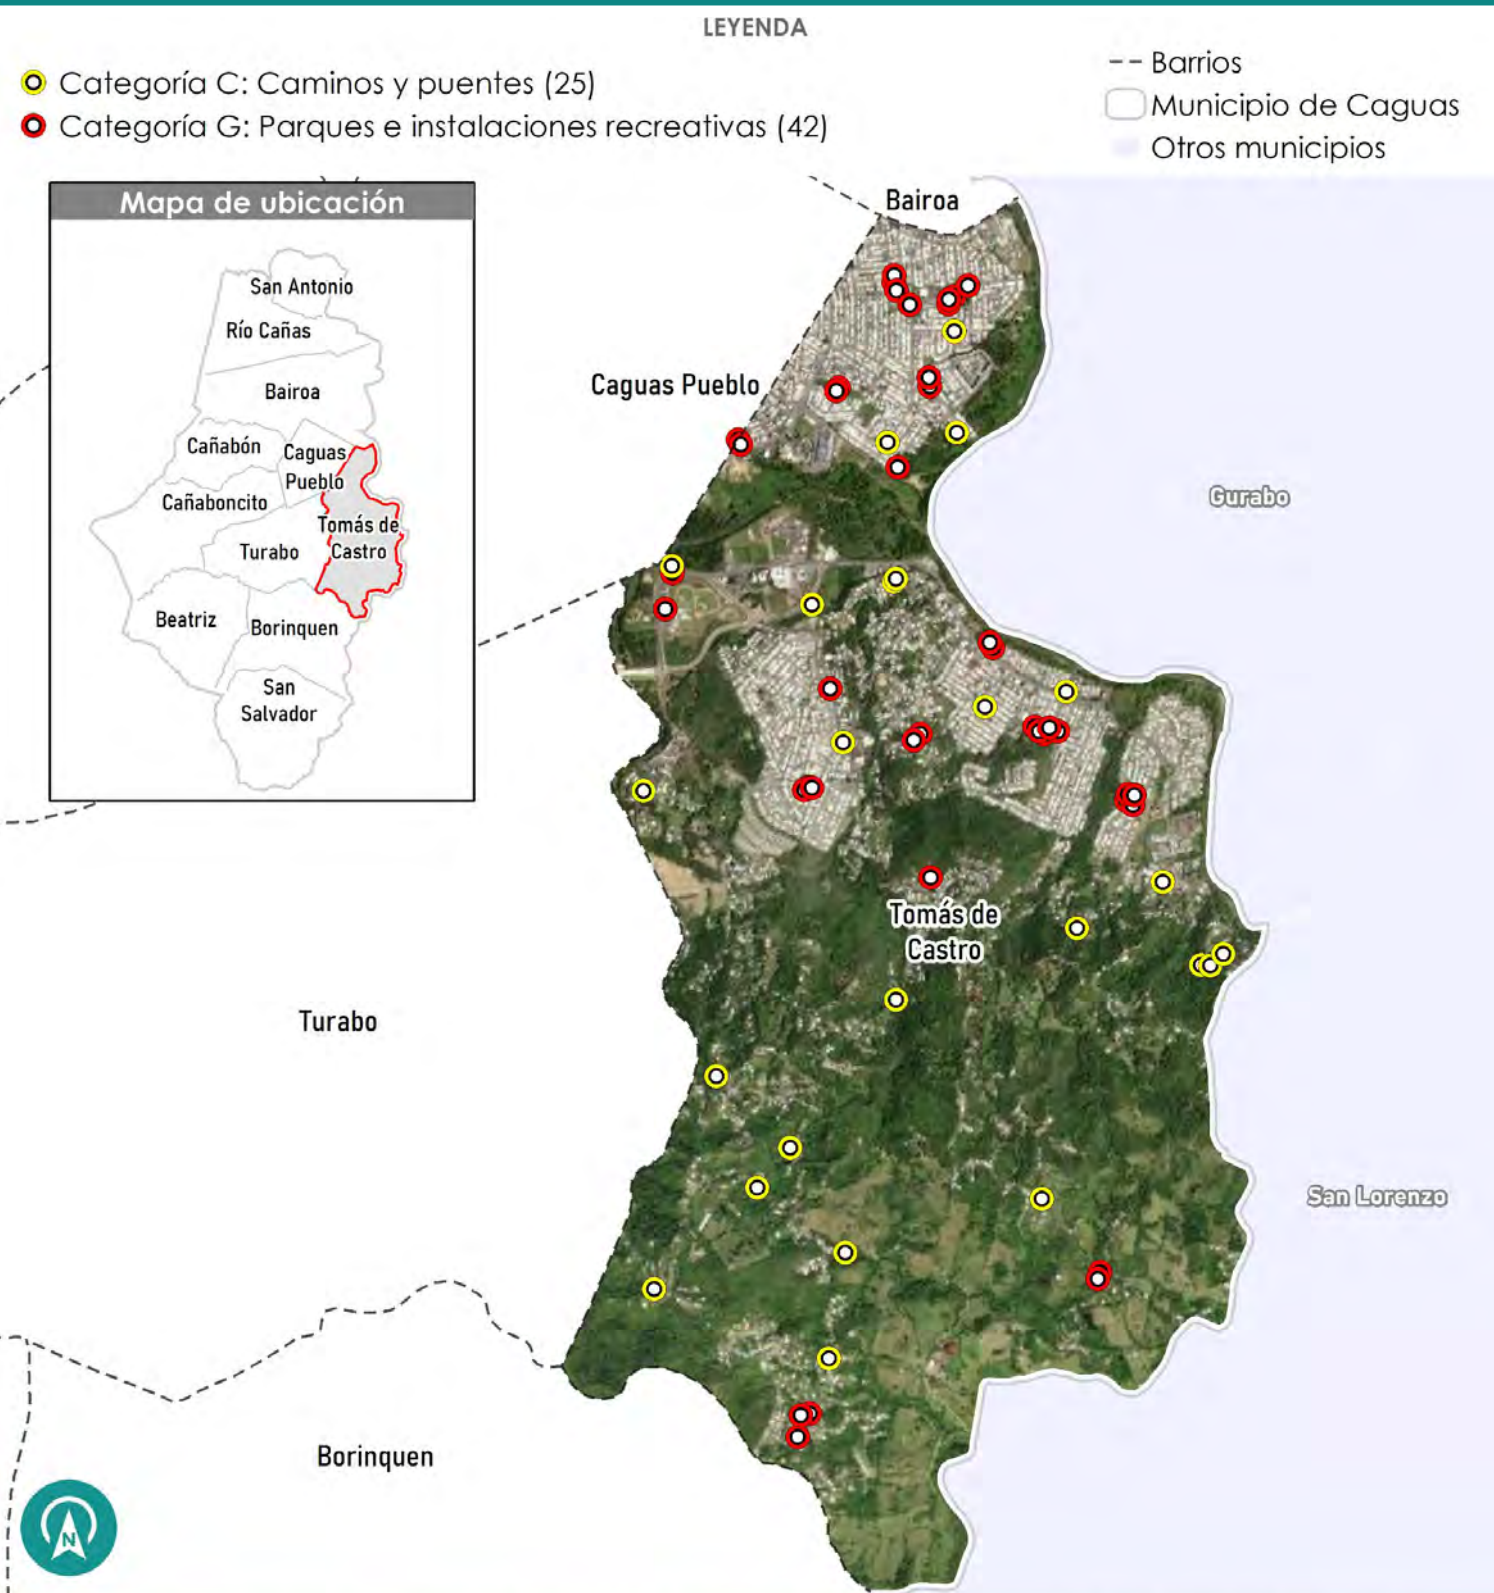 LEYENDA
Categoría C: Caminos y puentes (25)
Categoría G: Parques e instalaciones recreativas (42)
Barrios
Municipio de Caguas
Otros municipios
Mapa de ubicación
San Antonio
Río Cañas
Bairoa
Cañabón
Caguas
Pueblo
Cañaboncito
Tomás de
Castro
Turabo
Beatriz
Borinquen
San
Salvador
Bairoa
Caguas Pueblo
Gurabo
Tomás de
Castro
Turabo
San Lorenzo
Borinquen
N